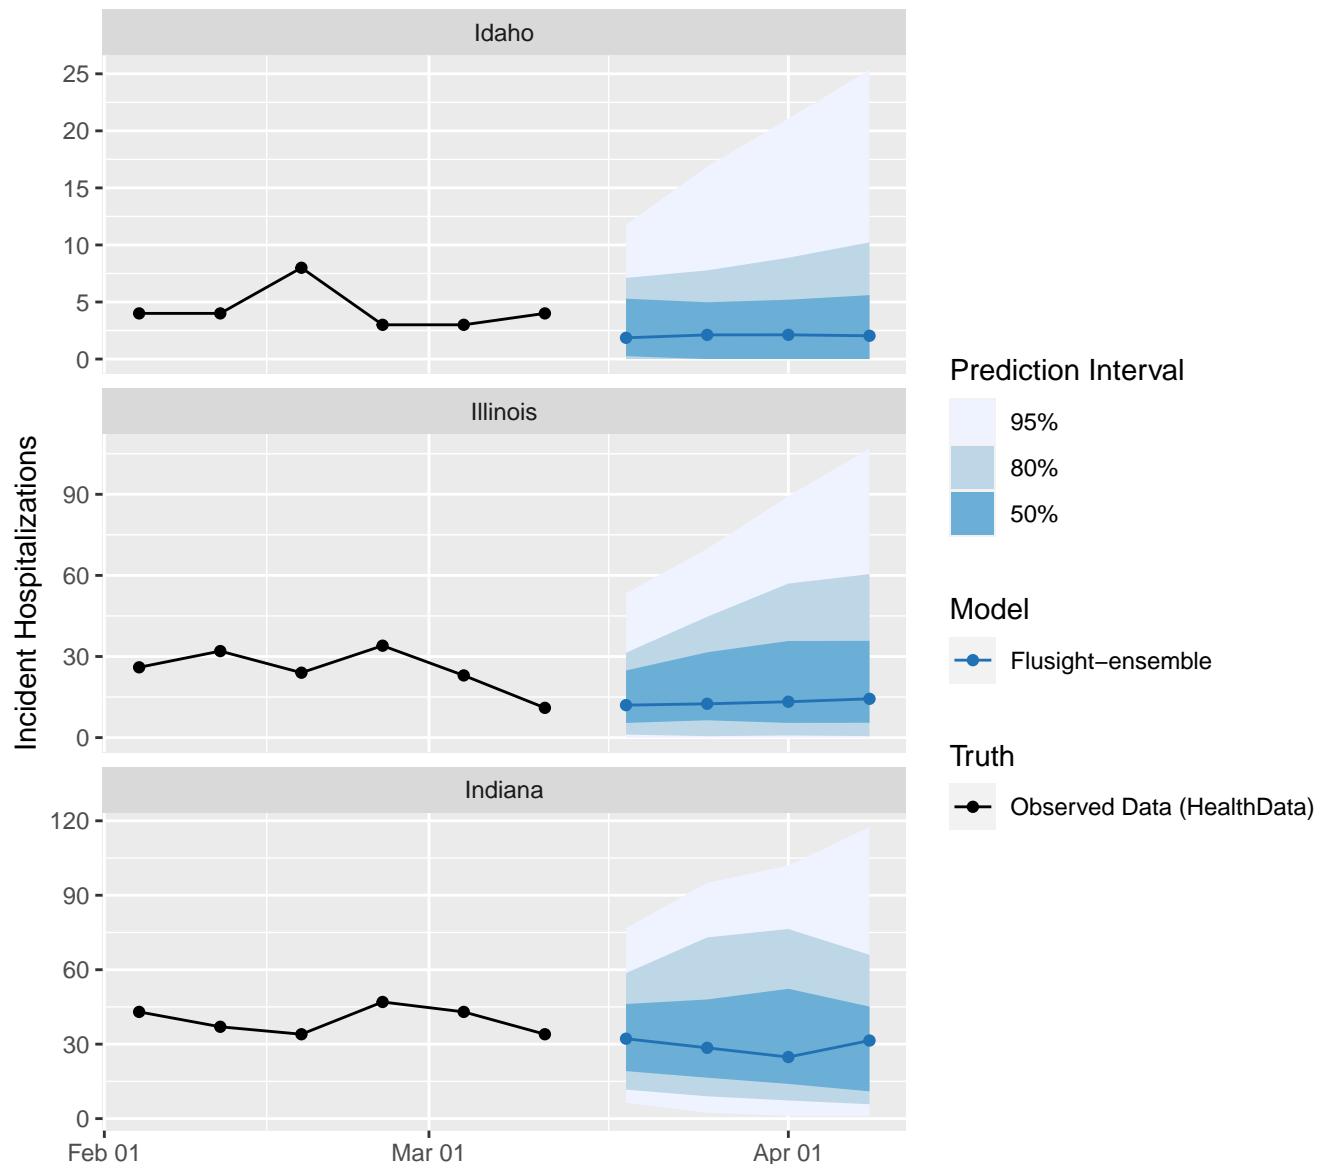 Idaho
25
20
15
10
5
0
Illinois
90
60
30
0
Indiana
120
90
60
30
0
Feb 01
Mar 01
Apr 01
Incident Hospitalizations
Prediction Interval
95%
80%
50%
Model
Flusight−ensemble
Truth
Observed Data (HealthData)